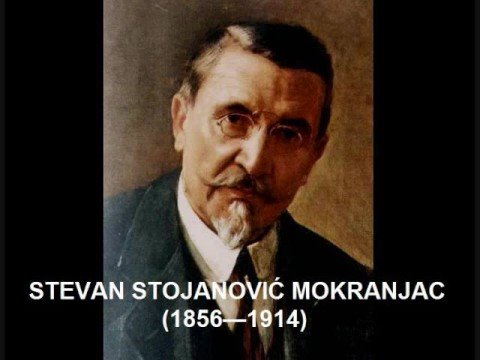 STEVAN STOJANOVIĆ MOKRANJAC
(1856—1914)